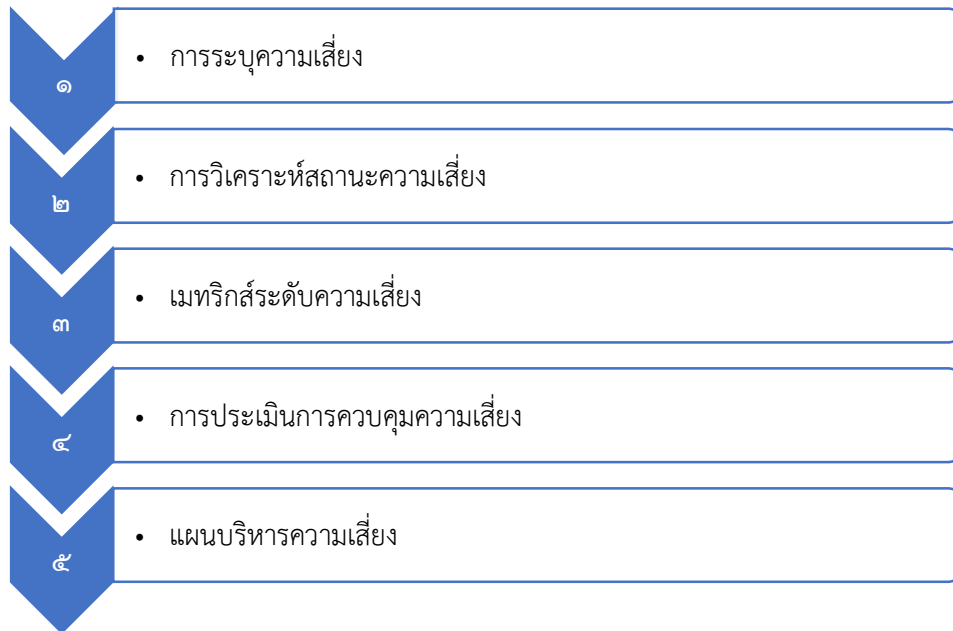 ๑
• การระบุความเสี่ยง
๒
• การวิเคราะห์สถานะความเสี่ยง
๓
• เมทริกส์ระดับความเสี่ยง
๔
• การประเมินการควบคุมความเสี่ยง
๕
• แผนบริหารความเสี่ยง